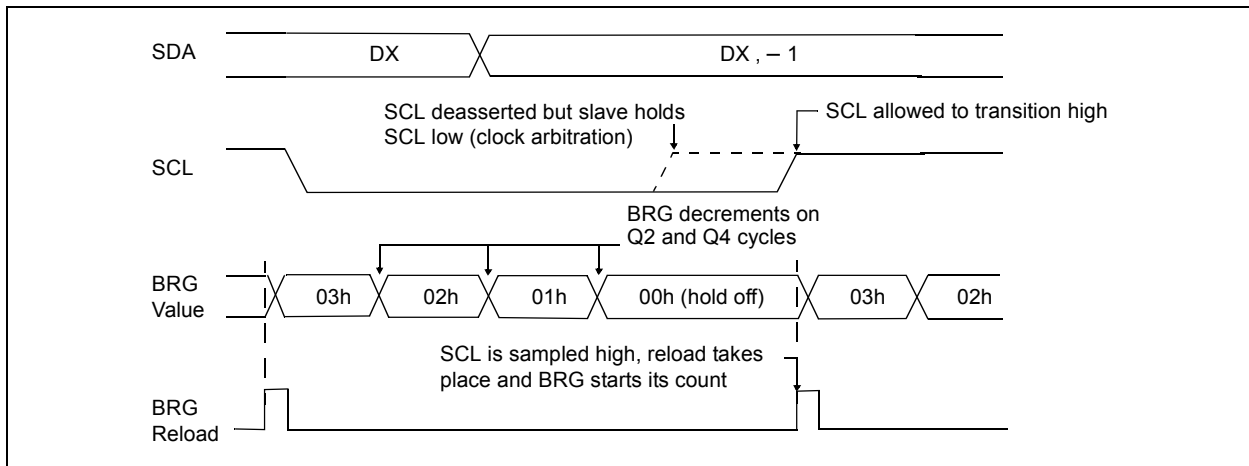 SDA
DX
DX , – 1
SCL deasserted but slave holds
SCL low (clock arbitration)
SCL allowed to transition high
SCL
BRG decrements on
Q2 and Q4 cycles
BRG
Value
03h
02h
01h
00h (hold off)
03h
02h
SCL is sampled high, reload takes
place and BRG starts its count
BRG
Reload